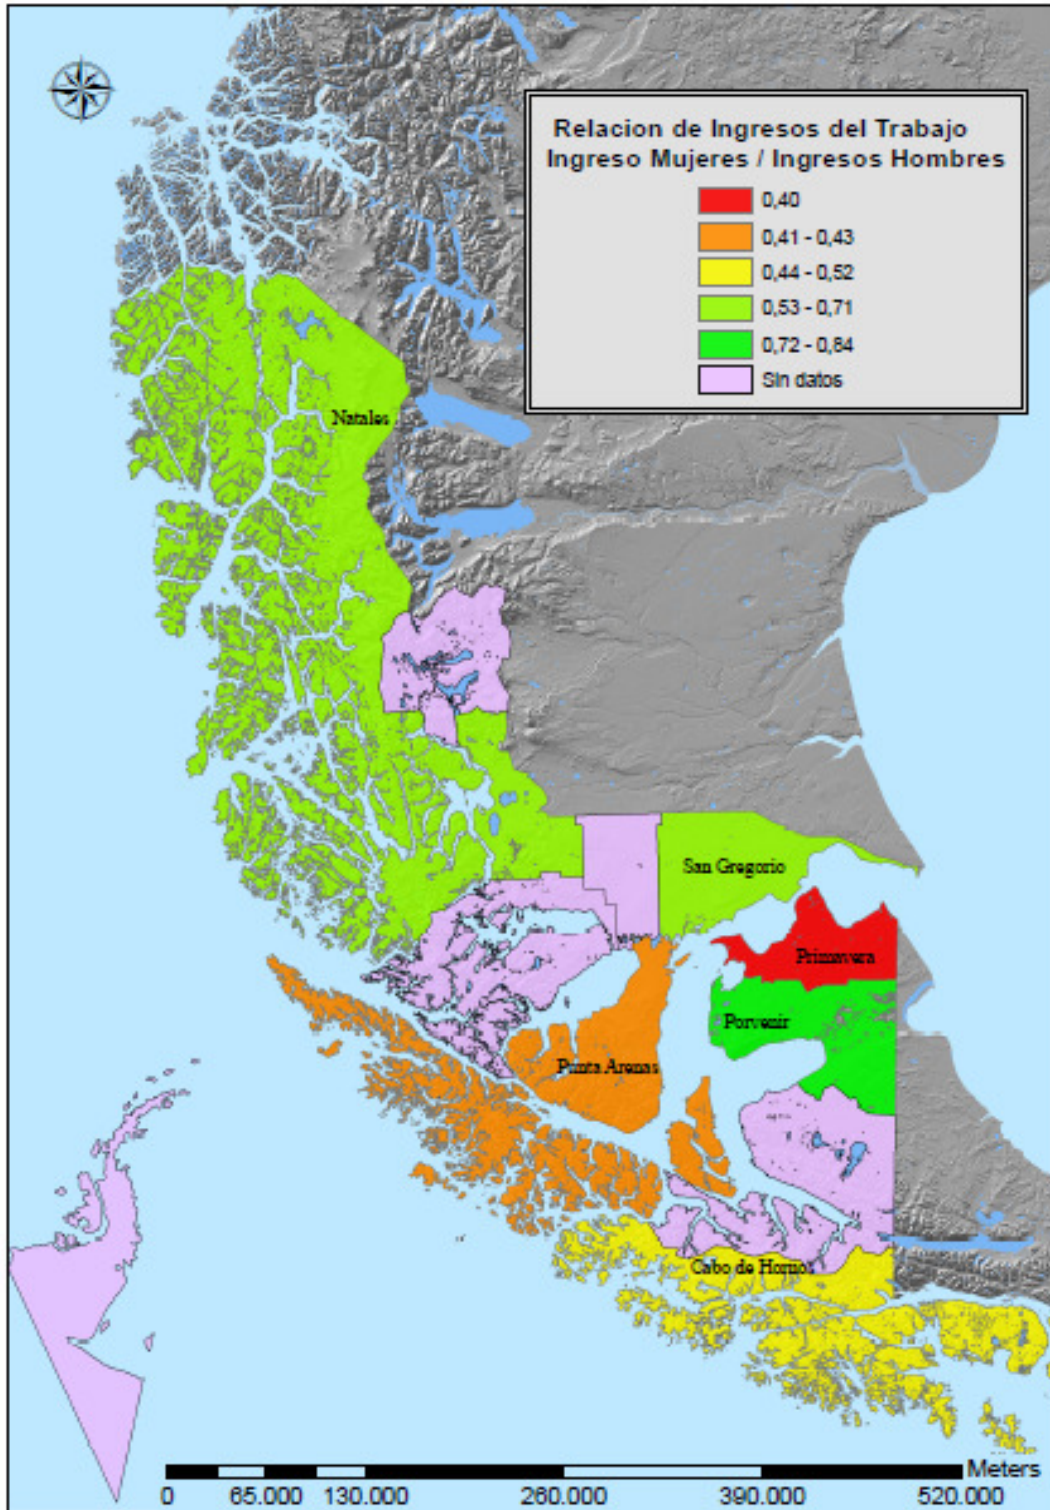 Relacion de Ingresos del Trabajo
Ingreso Mujeres / Ingresos Hombres
0,40
0,41 - 0,43
0,44 - 0,52
0,53 - 0,71
0,72 - 0,84
Sin datos
Natales
San Gregorio
Primavera
Porvenir
Punta Arenas
Cabo de Hornos
Meters
0 65.000 130.000 260.000 390.000 520.000